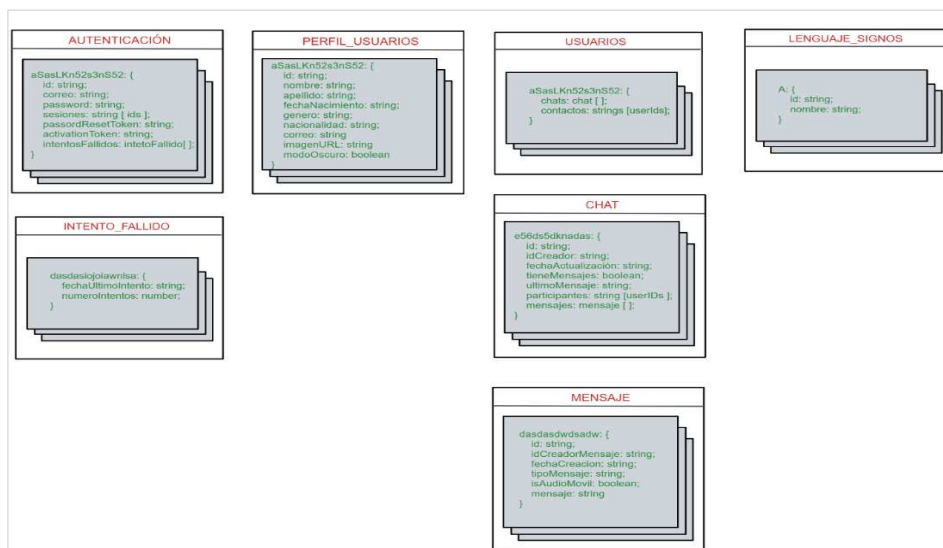 AUTENTICACIÓN
aSasLKn52s3nS52: {
id: string;
correo: string;
password: string;
sesiones: string [ ids ];
passordResetToken: string;
activationToken: string;
intentosFallidos: intetoFallido[ ];
}
PERFIL_USUARIOS
aSasLKn52s3nS52: {
id: string;
nombre: string;
apellido: string;
fechaNacimiento: string;
genero: string;
nacionalidad: string;
correo: string
imagenURL: string
modoOscuro: boolean
}
USUARIOS
aSasLKn52s3nS52: {
chats: chat [ ];
contactos: strings [userIds];
}
LENGUAJE_SIGNOS
A: {
id: string;
nombre: string;
}
INTENTO_FALLIDO
dasdasiojoiawnlsa: {
fechaUltimoIntento: string;
numeroIntentos: number;
}
CHAT
e56ds5dknadas: {
id: string;
idCreador: string;
fechaActualización: string;
tieneMensajes: boolean;
ultimoMensaje: string;
participantes: string [userIDs ];
mensajes: mensaje [ ];
}
MENSAJE
dasdasdwdsadw: {
id: string;
idCreadorMensaje: string;
fechaCreacion: string;
tipoMensaje: string;
isAudioMovil: boolean;
mensaje: string
}